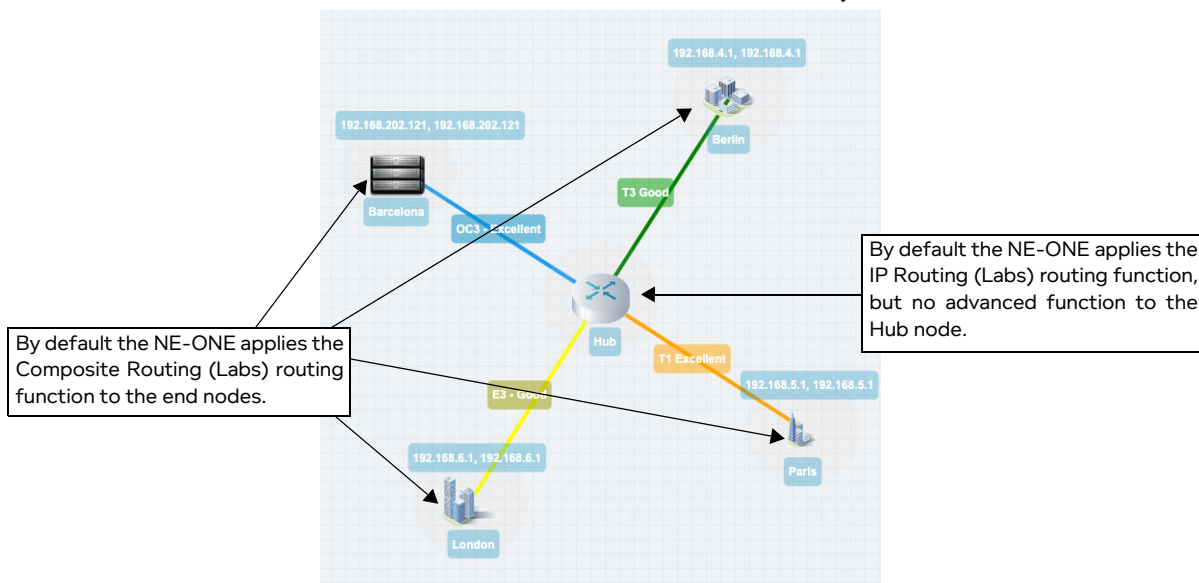 192.168.4.1, 192.168.4.1
Berlin
192.168.202.121, 192.168.202.121
Barcelona
T3 Good
OC3 - Excellent
By default the NE-ONE applies the
IP Routing (Labs) routing function,
but no advanced function to the
Hub node.
Hub
By default the NE-ONE applies the
Composite Routing (Labs) routing
function to the end nodes.
T1 Excellent
192.168.5.1, 192.168.5.1
E3 - Good
Paris
192.168.6.1, 192.168.6.1
London